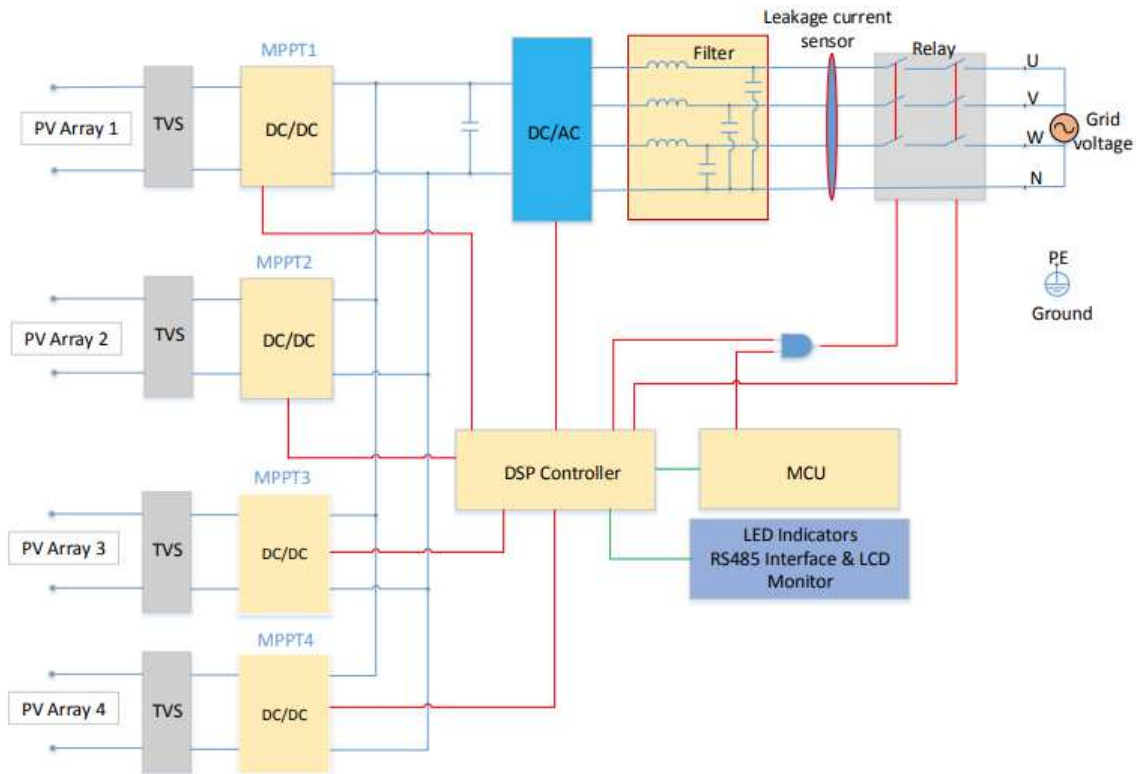 Leakage current
sensor
MPPT1
Filter
Relay
U
V
W
N
PV Array 1
TVS
DC/DC
DC/AC
Grid
voltage
MPPT2
PE
Ground
PV Array 2
TVS
DC/DC
DSP Controller
MCU
MPPT3
PV Array 3
TVS
DC/DC
LED Indicators
RS485 Interface & LCD
Monitor
MPPT4
PV Array 4
TVS
DC/DC